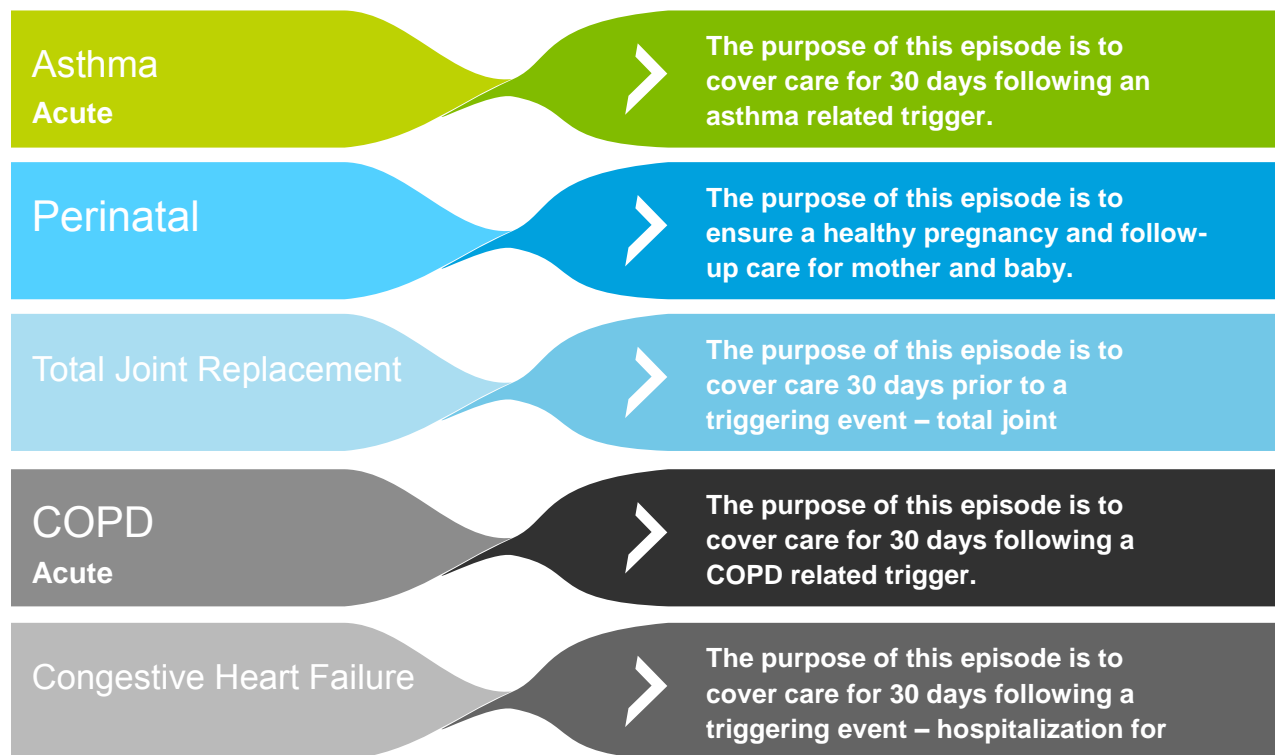 Asthma
Acute
The purpose of this episode is to
cover care for 30 days following an
asthma related trigger.
Perinatal
The purpose of this episode is to
ensure a healthy pregnancy and follow-
up care for mother and baby.
Total Joint Replacement
The purpose of this episode is to
cover care 30 days prior to a
triggering event – total joint
COPD
Acute
The purpose of this episode is to
cover care for 30 days following a
COPD related trigger.
Congestive Heart Failure
The purpose of this episode is to
cover care for 30 days following a
triggering event – hospitalization for